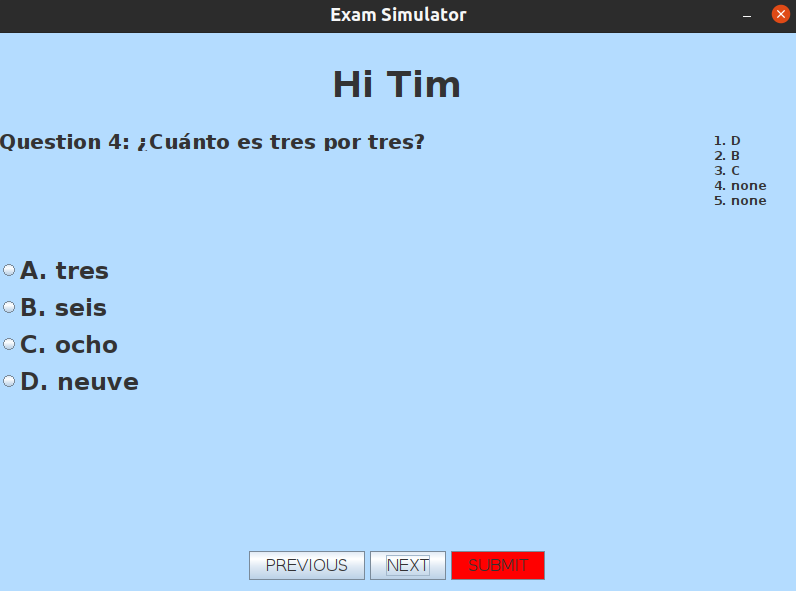 Exam Simulator
Hi Tim
Question 4: ¿Cuánto es tres por tres?
1. D
2. B
3. C
4. none
5. none
A. tres
B. seis
C. ocho
D. neuve
PREVIOUS
NEXT
SUBMIT